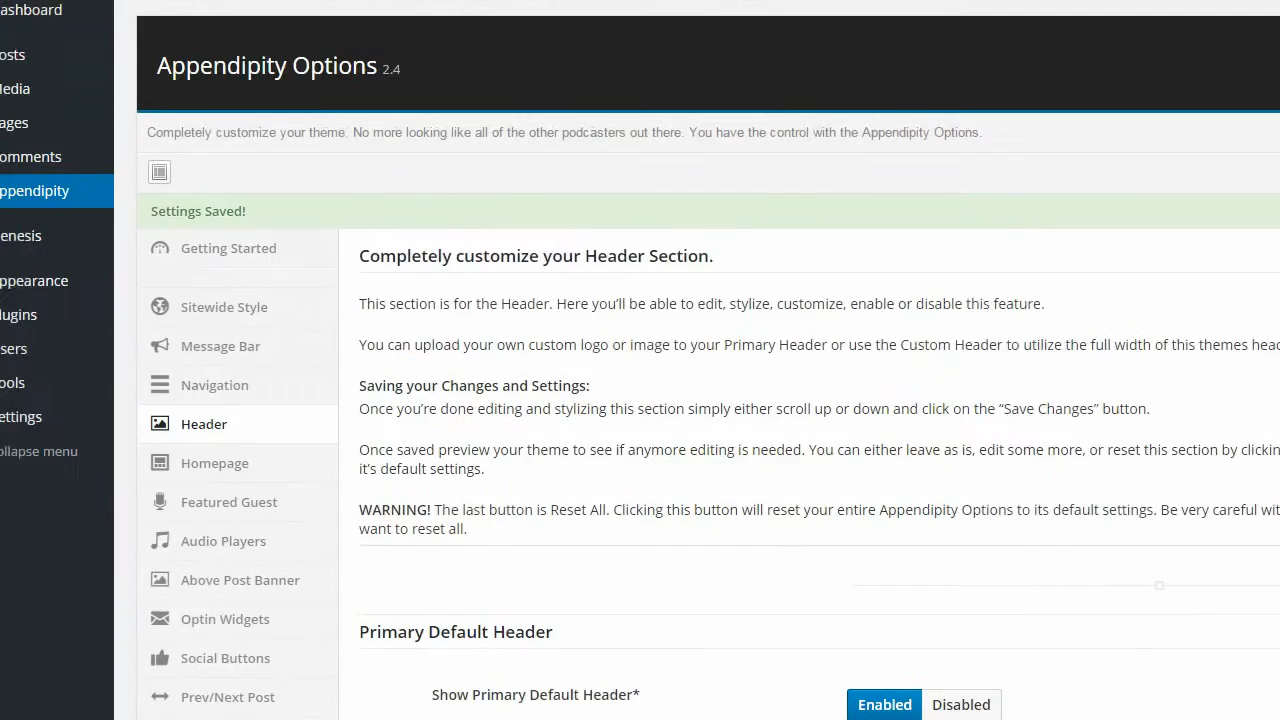 ashboard
osts
edia
ages
omments
ppendipity
enesis
ppearance
lugins
sers
ools
ettings
ollapse menu
Appendipity Options 2.4
Completely customize your theme. No more looking like all of the other podcasters out there. You have the control with the Appendipity Options.
Settings Saved!
Getting Started
Sitewide Style
Message Bar
Navigation
Header
Homepage
Featured Guest
Audio Players
Above Post Banner
Optin Widgets
Social Buttons
Prev/Next Post
Completely customize your Header Section.
This section is for the Header. Here you’ll be able to edit, stylize, customize, enable or disable this feature.
You can upload your own custom logo or image to your Primary Header or use the Custom Header to utilize the full width of this themes head
Saving your Changes and Settings:
Once you’re done editing and stylizing this section simply either scroll up or down and click on the “Save Changes” button.
Once saved preview your theme to see if anymore editing is needed. You can either leave as is, edit some more, or reset this section by clicking
it’s default settings.
WARNING! The last button is Reset All. Clicking this button will reset your entire Appendipity Options to its default settings. Be very careful wit
want to reset all.
Primary Default Header
Show Primary Default Header*
Enabled Disabled